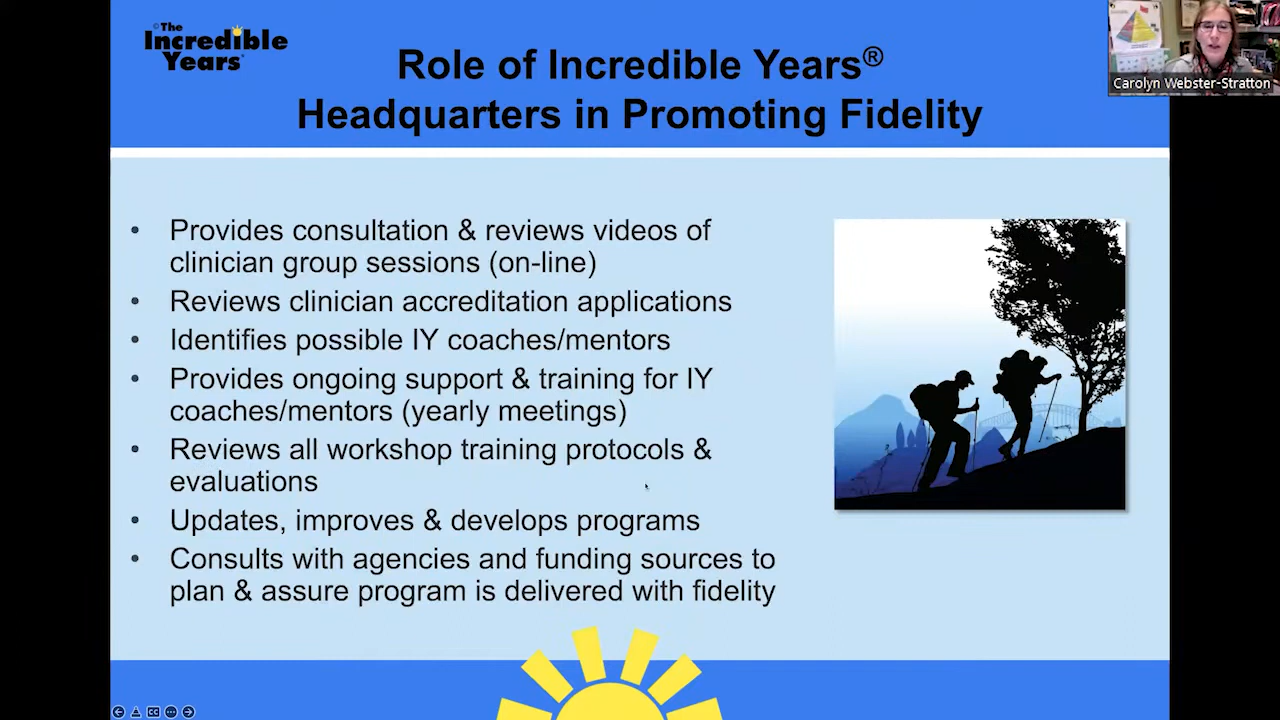 ©The
Incredible
Years®
Role of Incredible Years®
Headquarters in Promoting Fidelity
Carolyn Webster-Stratton
• Provides consultation & reviews videos of
clinician group sessions (on-line)
• Reviews clinician accreditation applications
• Identifies possible IY coaches/mentors
• Provides ongoing support & training for IY
coaches/mentors (yearly meetings)
• Reviews all workshop training protocols &
evaluations
• Updates, improves & develops programs
• Consults with agencies and funding sources to
plan & assure program is delivered with fidelity